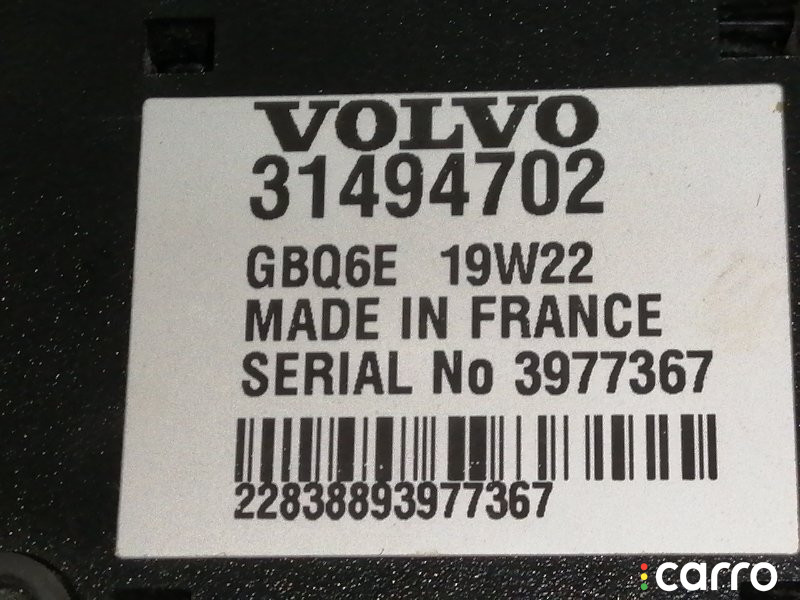 VOLVO
31494702
GBQ6E 19W22
MADE IN FRANCE
SERIAL No 3977367
22838893977367
carro